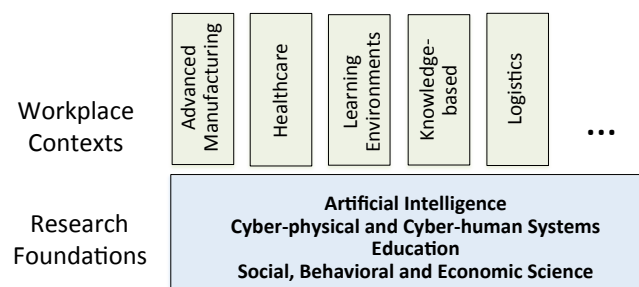 Workplace
Contexts
Advanced
Manufacturing
Healthcare
Learning
Environments
Knowledge-
based
Logistics
...
Research
Foundations
Artificial Intelligence
Cyber-physical and Cyber-human Systems
Education
Social, Behavioral and Economic Science